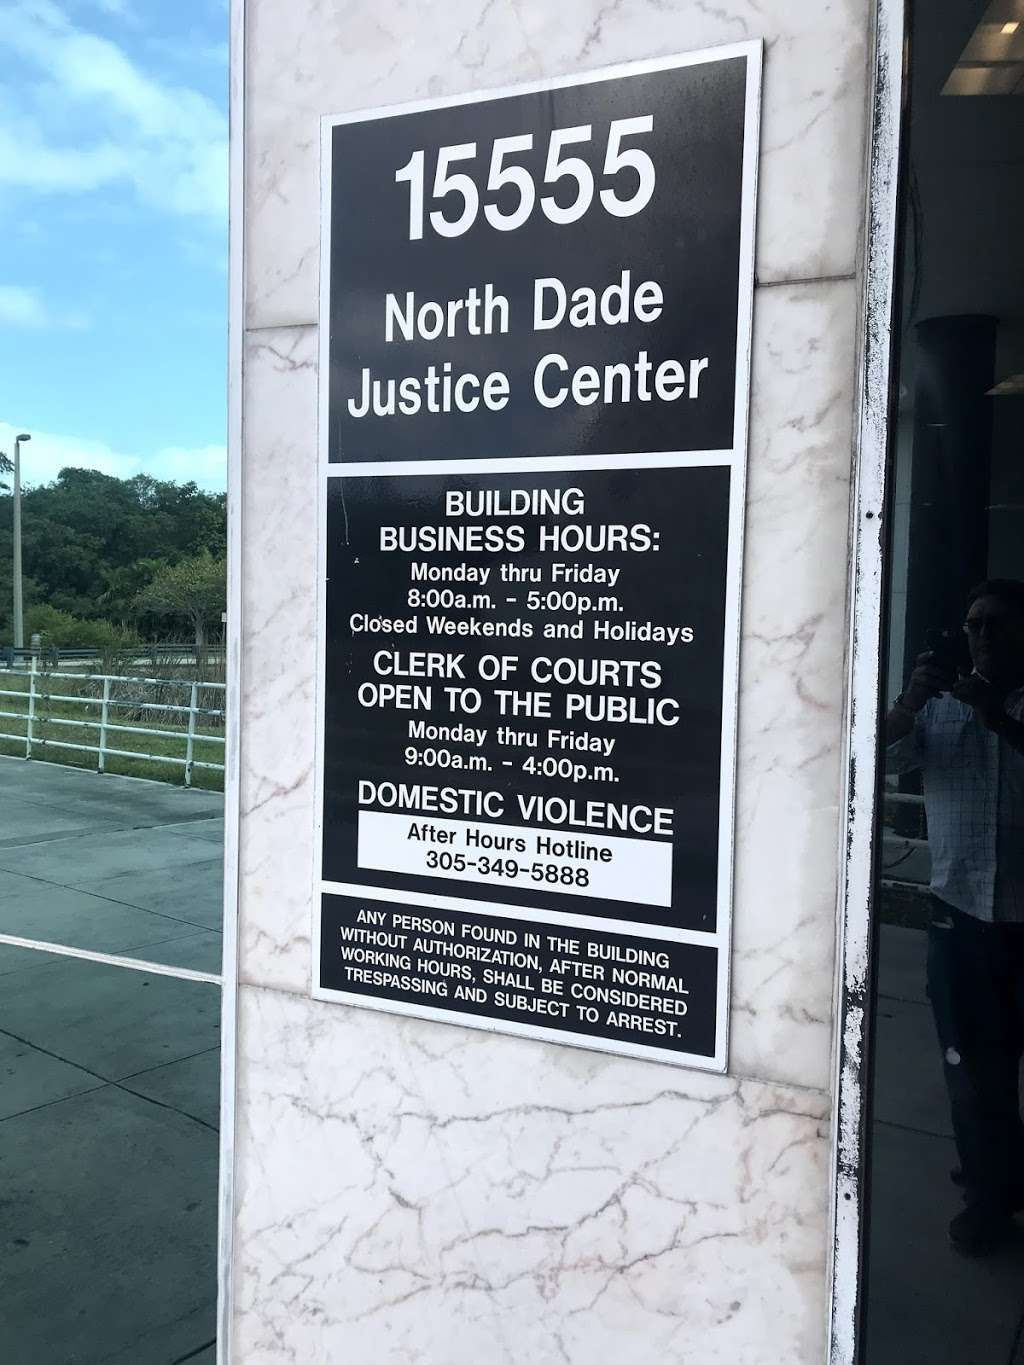 15555
North Dade
Justice Center
BUILDING
BUSINESS HOURS:
Monday thru Friday
8:00a.m. - 5:00p.m.
Closed Weekends and Holidays
CLERK OF COURTS
OPEN TO THE PUBLIC
Monday thru Friday
9:00a.m. - 4:00p.m.
DOMESTIC VIOLENCE
After Hours Hotline
305-349-5888
ANY PERSON FOUND IN THE BUILDING
WITHOUT AUTHORIZATION, AFTER NORMAL
WORKING HOURS, SHALL BE CONSIDERED
TRESPASSING AND SUBJECT TO ARREST.